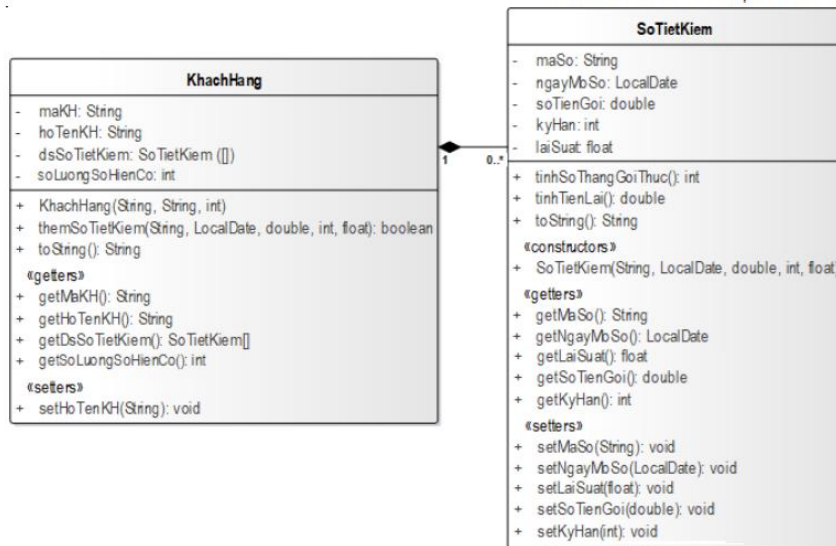 KhachHang
- maKH: String
- hoTenKH: String
- dsSoTietKiem: SoTietKiem ([])
- soLuongSoHienCo: int
+ KhachHang(String, String, int)
+ themSoTietKiem(String, LocalDate, double, int, float): boolean
+ toString(): String
«getters»
+ getMaKH(): String
+ getHoTenKH(): String
+ getDsSoTietKiem(): SoTietKiem[]
+ getSoLuongSoHienCo(): int
«setters»
+ setHoTenKH(String): void
1
0..*
SoTietKiem
- maSo: String
- ngayMoSo: LocalDate
- soTienGoi: double
- kyHan: int
- laiSuat: float
+ tinhSoThangGoiThuc(): int
+ tinhTienLai(): double
+ toString(): String
«constructors»
+ SoTietKiem(String, LocalDate, double, int, float)
«getters»
+ getMaSo(): String
+ getNgayMoSo(): LocalDate
+ getLaiSuat(): float
+ getSoTienGoi(): double
+ getKyHan(): int
«setters»
+ setMaSo(String): void
+ setNgayMoSo(LocalDate): void
+ setLaiSuat(float): void
+ setSoTienGoi(double): void
+ setKyHan(int): void